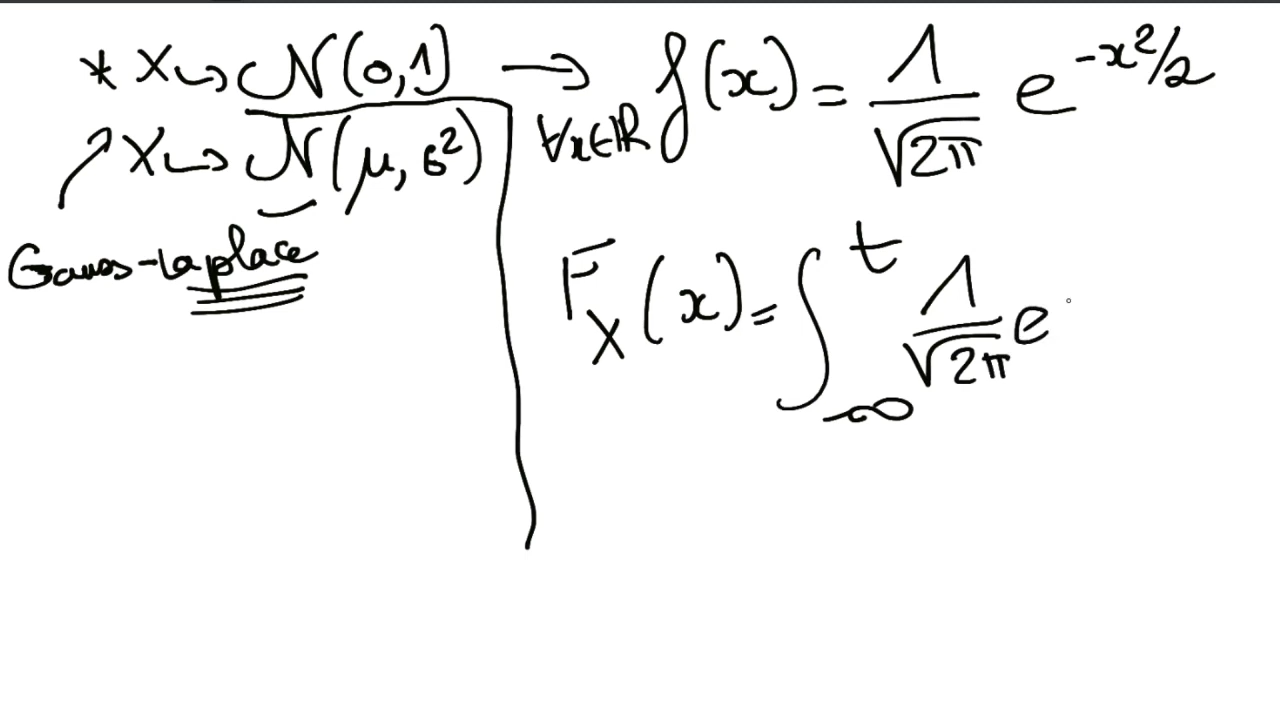 * X ↪ N(0,1) → ∀x∈ℝ f(x) = 1/√2π e^-x²/2
X ↪ N(μ, σ²)
Gauss-Laplace
F_X(x) = ∫_-∞^t 1/√2π e